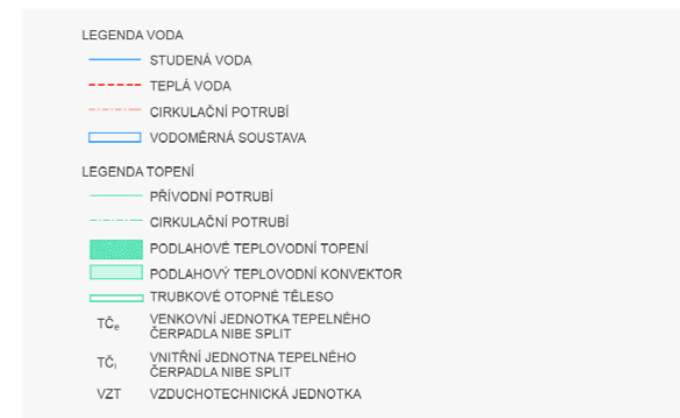 LEGENDA VODA
STUDENÁ VODA
TEPLÁ VODA
CIRKULAČNÍ POTRUBÍ
VODOMĚRNÁ SOUSTAVA
LEGENDA TOPENÍ
PŘÍVODNÍ POTRUBÍ
CIRKULAČNÍ POTRUBÍ
PODLAHOVÉ TEPLOVODNÍ TOPENÍ
PODLAHOVÝ TEPLOVODNÍ KONVEKTOR
TRUBKOVÉ OTOPNÉ TĚLESO
TČe VENKOVNÍ JEDNOTKA TEPELNÉHO
ČERPADLA NIBE SPLIT
TČi VNITŘNÍ JEDNOTNA TEPELNÉHO
ČERPADLA NIBE SPLIT
VZT VZDUCHOTECHNICKÁ JEDNOTKA